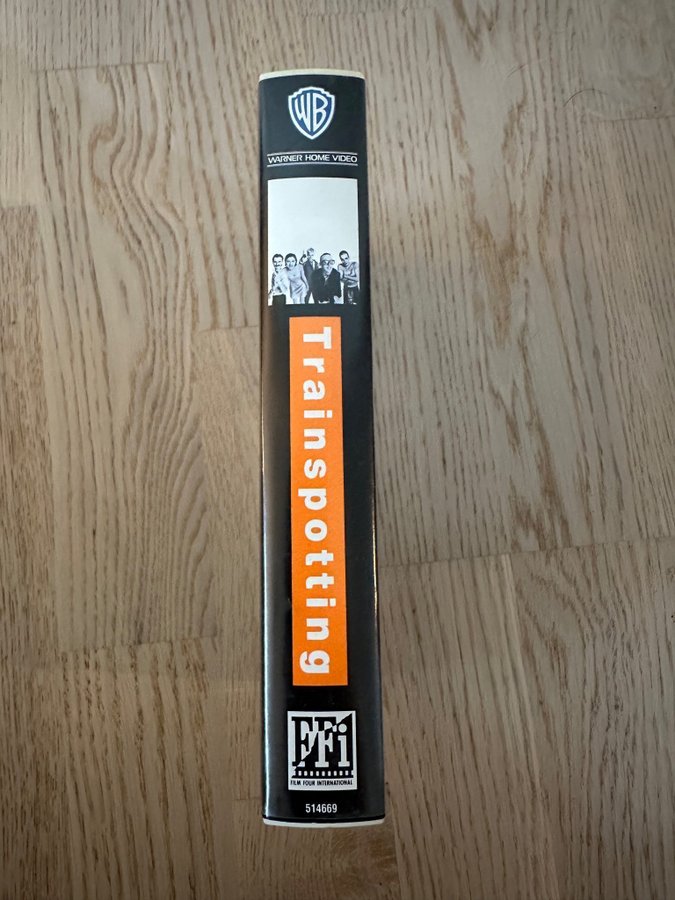 WB
WARNER HOME VIDEO
Trainspotting
FFi
FILM FOUR INTERNATIONAL
514669